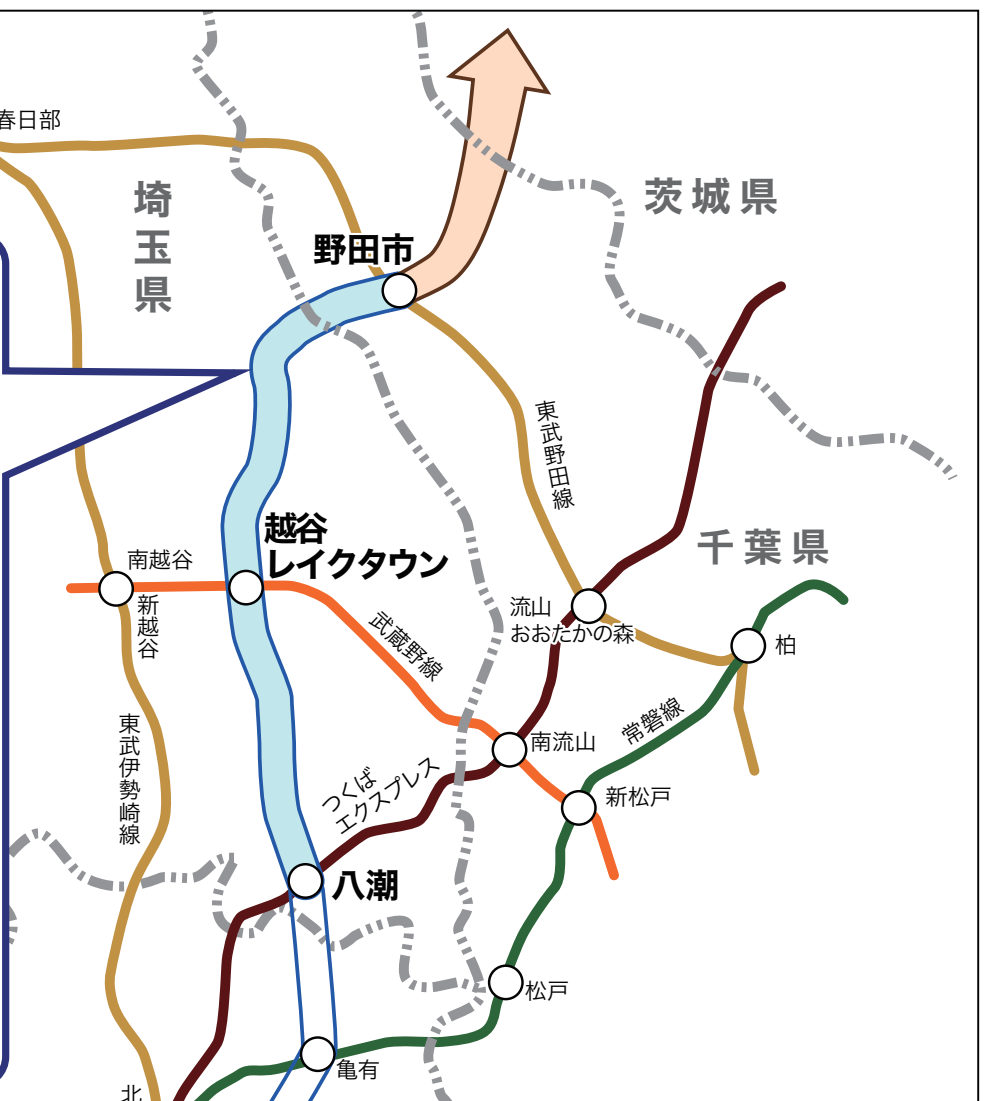 春日部
埼玉県
茨城県
野田市
東武野田線
越谷
レイクタウン
千葉県
南越谷
新越谷
武蔵野線
流山
おおたかの森
柏
東武伊勢崎線
常磐線
南流山
つくば
エクスプレス
新松戸
八潮
松戸
亀有
北